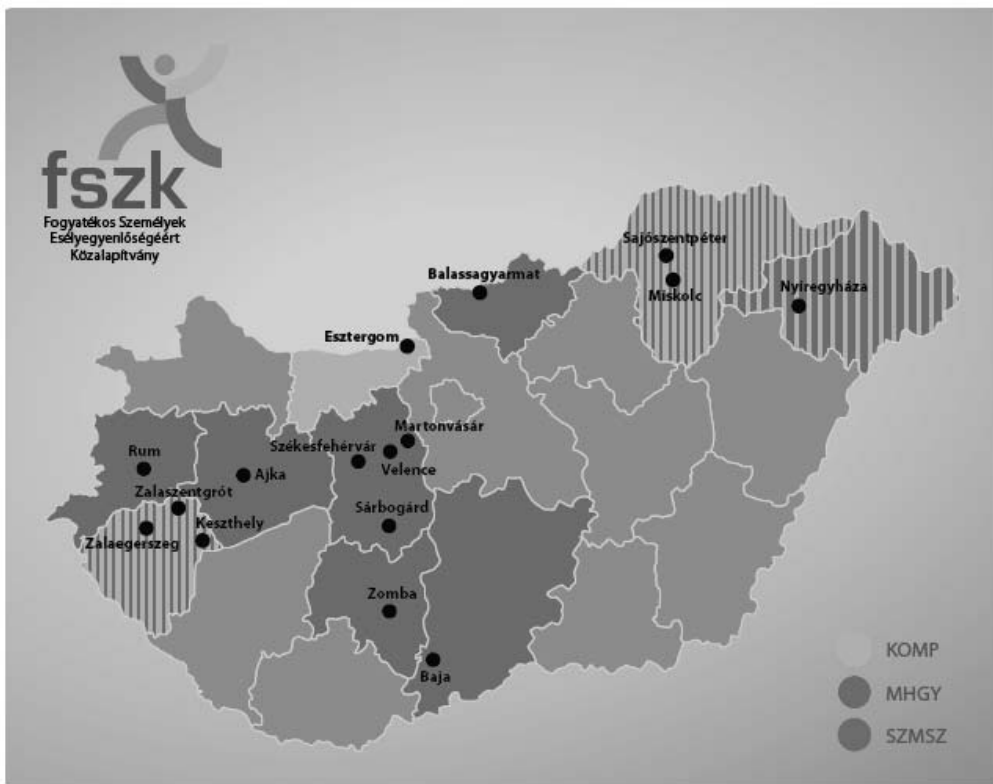 fszk
Fogyatékos Személyek
Esélyegyenlőségéért
Közalapítvány
Sajószentpéter
Balassagyarmat
Miskolc
Nyíregyháza
Esztergom
Martonvásár
Székesfehérvár
Velence
Rum
Ajka
Zalaszentgrót
Keszthely
Zalaegerszeg
Sárbogárd
Zomba
Baja
KOMP
MHGY
SZMSZ